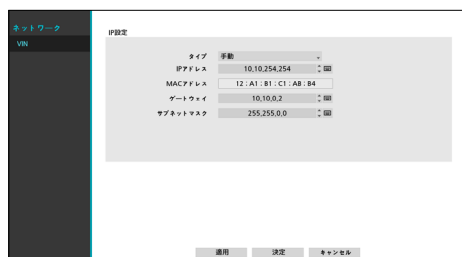 ネットワーク
VIN
IP設定
タイプ 手動
IPアドレス 10,10,254,254
MACアドレス 12 : A1 : B1 : C1 : AB : B4
ゲートウェイ 10,10,0,2
サブネットマスク 255,255,0,0
適用 決定 キャンセル